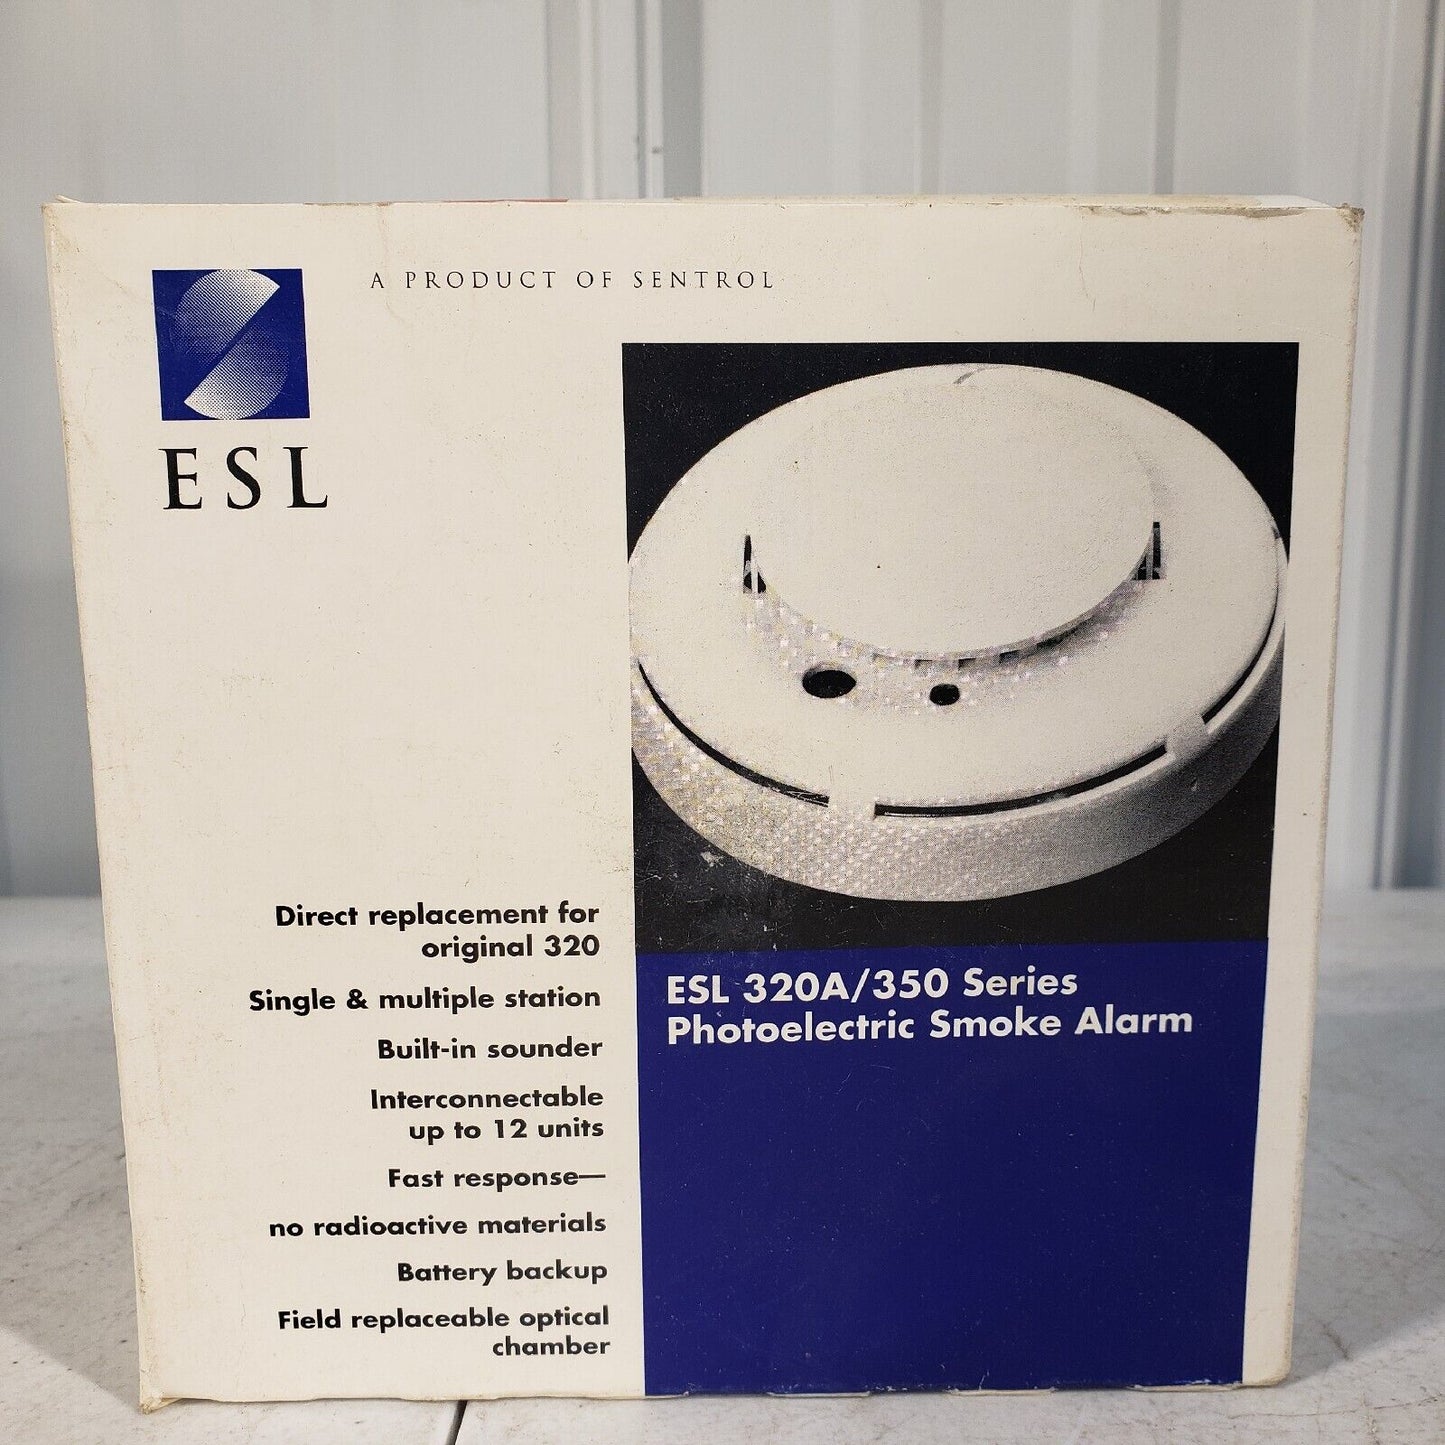 A PRODUCT OF SENTROL
ESL
Direct replacement for
original 320
Single & multiple station
Built-in sounder
Interconnectable
up to 12 units
Fast response—
no radioactive materials
Battery backup
Field replaceable optical
chamber
ESL 320A/350 Series
Photoelectric Smoke Alarm